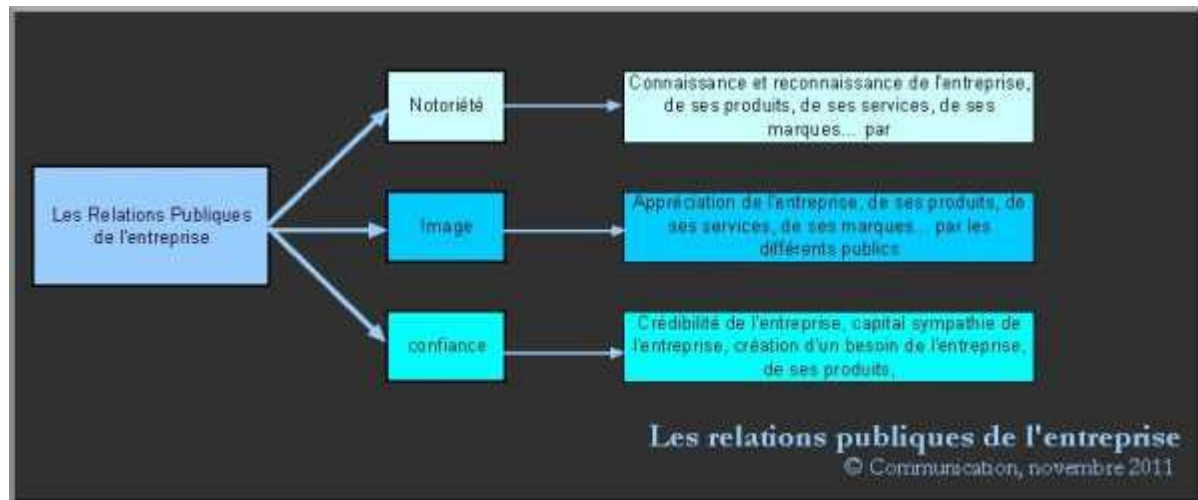 Notoriété
Connaissance et reconnaissance de l'entreprise,
de ses produits, de ses services, de ses
marques... par
Les Relations Publiques
de l'entreprise
Image
Appréciation de l'entreprise, de ses produits, de
ses services, de ses marques... par les
différents publics
confiance
Crédibilité de l'entreprise, capital sympathie de
l'entreprise, création d'un besoin de l'entreprise,
de ses produits,
Les relations publiques de l'entreprise
© Communication, novembre 2011